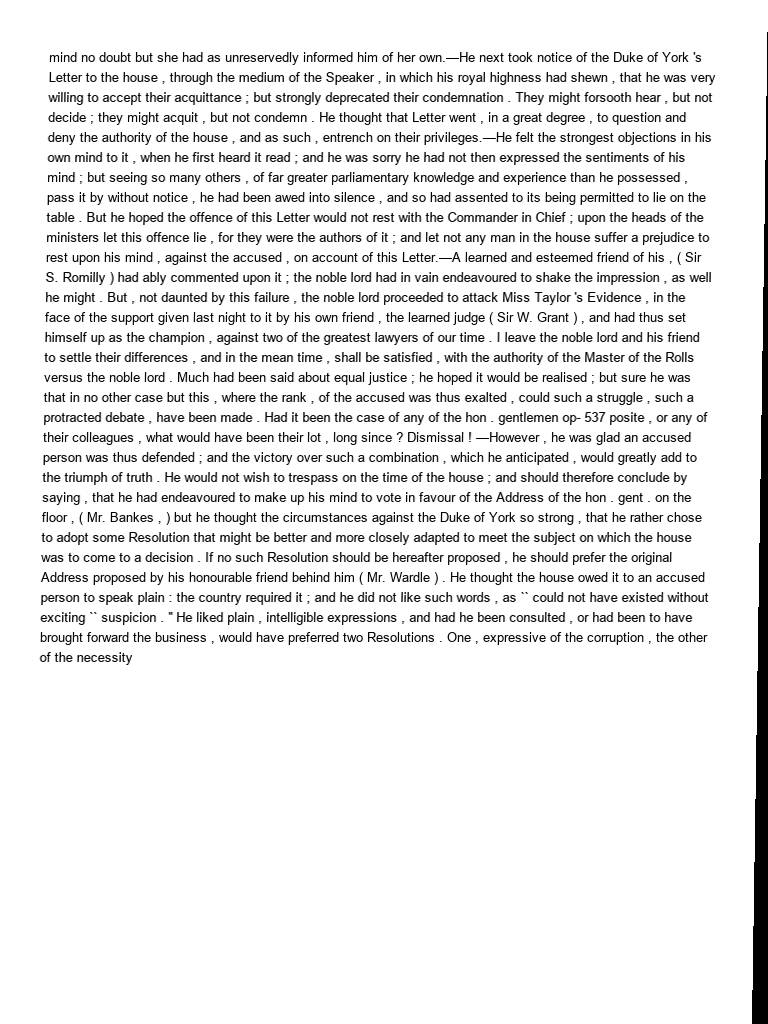 mind no doubt but she had as unreservedly informed him of her own.—He next took notice of the Duke of York 's
Letter to the house , through the medium of the Speaker , in which his royal highness had shewn , that he was very
willing to accept their acquittance ; but strongly deprecated their condemnation . They might forsooth hear , but not
decide ; they might acquit , but not condemn . He thought that Letter went , in a great degree , to question and
deny the authority of the house , and as such , entrench on their privileges.—He felt the strongest objections in his
own mind to it , when he first heard it read ; and he was sorry he had not then expressed the sentiments of his
mind ; but seeing so many others , of far greater parliamentary knowledge and experience than he possessed ,
pass it by without notice , he had been awed into silence , and so had assented to its being permitted to lie on the
table . But he hoped the offence of this Letter would not rest with the Commander in Chief ; upon the heads of the
ministers let this offence lie , for they were the authors of it ; and let not any man in the house suffer a prejudice to
rest upon his mind , against the accused , on account of this Letter.—A learned and esteemed friend of his , ( Sir
S. Romilly ) had ably commented upon it ; the noble lord had in vain endeavoured to shake the impression , as well
he might . But , not daunted by this failure , the noble lord proceeded to attack Miss Taylor 's Evidence , in the
face of the support given last night to it by his own friend , the learned judge ( Sir W. Grant ) , and had thus set
himself up as the champion , against two of the greatest lawyers of our time . I leave the noble lord and his friend
to settle their differences , and in the mean time , shall be satisfied , with the authority of the Master of the Rolls
versus the noble lord . Much had been said about equal justice ; he hoped it would be realised ; but sure he was
that in no other case but this , where the rank , of the accused was thus exalted , could such a struggle , such a
protracted debate , have been made . Had it been the case of any of the hon . gentlemen op- 537 posite , or any of
their colleagues , what would have been their lot , long since ? Dismissal ! —However , he was glad an accused
person was thus defended ; and the victory over such a combination , which he anticipated , would greatly add to
the triumph of truth . He would not wish to trespass on the time of the house ; and should therefore conclude by
saying , that he had endeavoured to make up his mind to vote in favour of the Address of the hon . gent . on the
floor , ( Mr. Bankes , ) but he thought the circumstances against the Duke of York so strong , that he rather chose
to adopt some Resolution that might be better and more closely adapted to meet the subject on which the house
was to come to a decision . If no such Resolution should be hereafter proposed , he should prefer the original
Address proposed by his honourable friend behind him ( Mr. Wardle ) . He thought the house owed it to an accused
person to speak plain : the country required it ; and he did not like such words , as `` could not have existed without
exciting `` suspicion . " He liked plain , intelligible expressions , and had he been consulted , or had been to have
brought forward the business , would have preferred two Resolutions . One , expressive of the corruption , the other
of the necessity